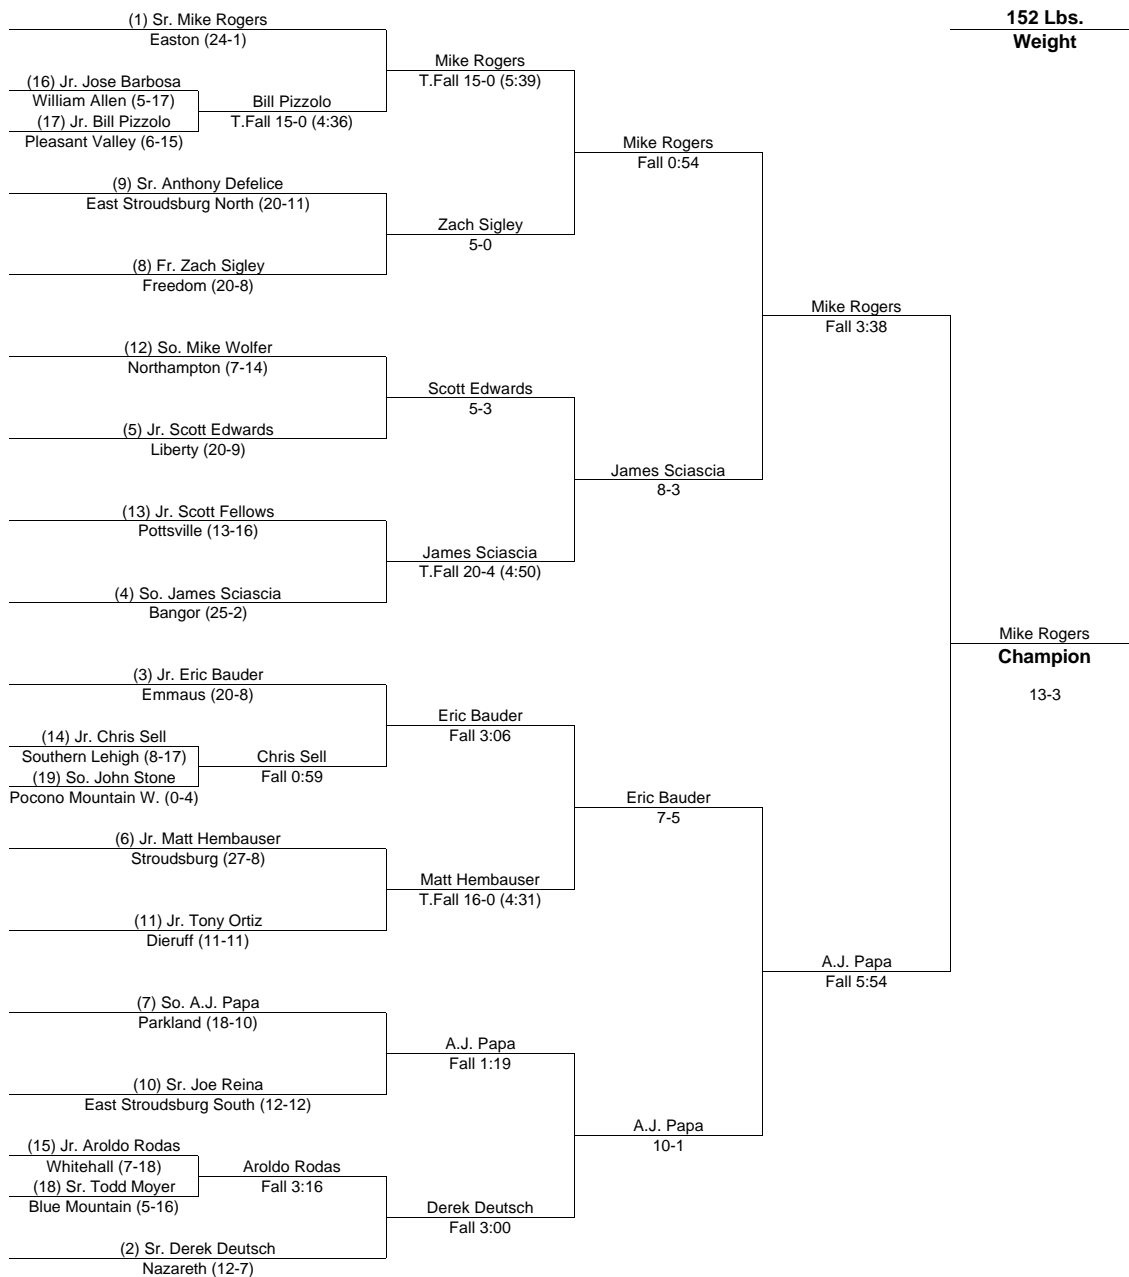 152 Lbs.
Weight
(1) Sr. Mike Rogers
Easton (24-1)
(16) Jr. Jose Barbosa
William Allen (5-17)
(17) Jr. Bill Pizzolo
Pleasant Valley (6-15)
(9) Sr. Anthony Defelice
East Stroudsburg North (20-11)
(8) Fr. Zach Sigley
Freedom (20-8)
(12) So. Mike Wolfer
Northampton (7-14)
(5) Jr. Scott Edwards
Liberty (20-9)
(13) Jr. Scott Fellows
Pottsville (13-16)
(4) So. James Sciascia
Bangor (25-2)
(3) Jr. Eric Bauder
Emmaus (20-8)
(14) Jr. Chris Sell
Southern Lehigh (8-17)
(19) So. John Stone
Pocono Mountain W. (0-4)
(6) Jr. Matt Hembauser
Stroudsburg (27-8)
(11) Jr. Tony Ortiz
Dieruff (11-11)
(7) So. A.J. Papa
Parkland (18-10)
(10) Sr. Joe Reina
East Stroudsburg South (12-12)
(15) Jr. Aroldo Rodas
Whitehall (7-18)
(18) Sr. Todd Moyer
Blue Mountain (5-16)
(2) Sr. Derek Deutsch
Nazareth (12-7)
Bill Pizzolo
T.Fall 15-0 (4:36)
Chris Sell
Fall 0:59
Aroldo Rodas
Fall 3:16
Mike Rogers
T.Fall 15-0 (5:39)
Zach Sigley
5-0
Scott Edwards
5-3
James Sciascia
T.Fall 20-4 (4:50)
Eric Bauder
Fall 3:06
Matt Hembauser
T.Fall 16-0 (4:31)
A.J. Papa
Fall 1:19
Derek Deutsch
Fall 3:00
Mike Rogers
Fall 0:54
James Sciascia
8-3
Eric Bauder
7-5
A.J. Papa
10-1
Mike Rogers
Fall 3:38
A.J. Papa
Fall 5:54
Mike Rogers
Champion
13-3